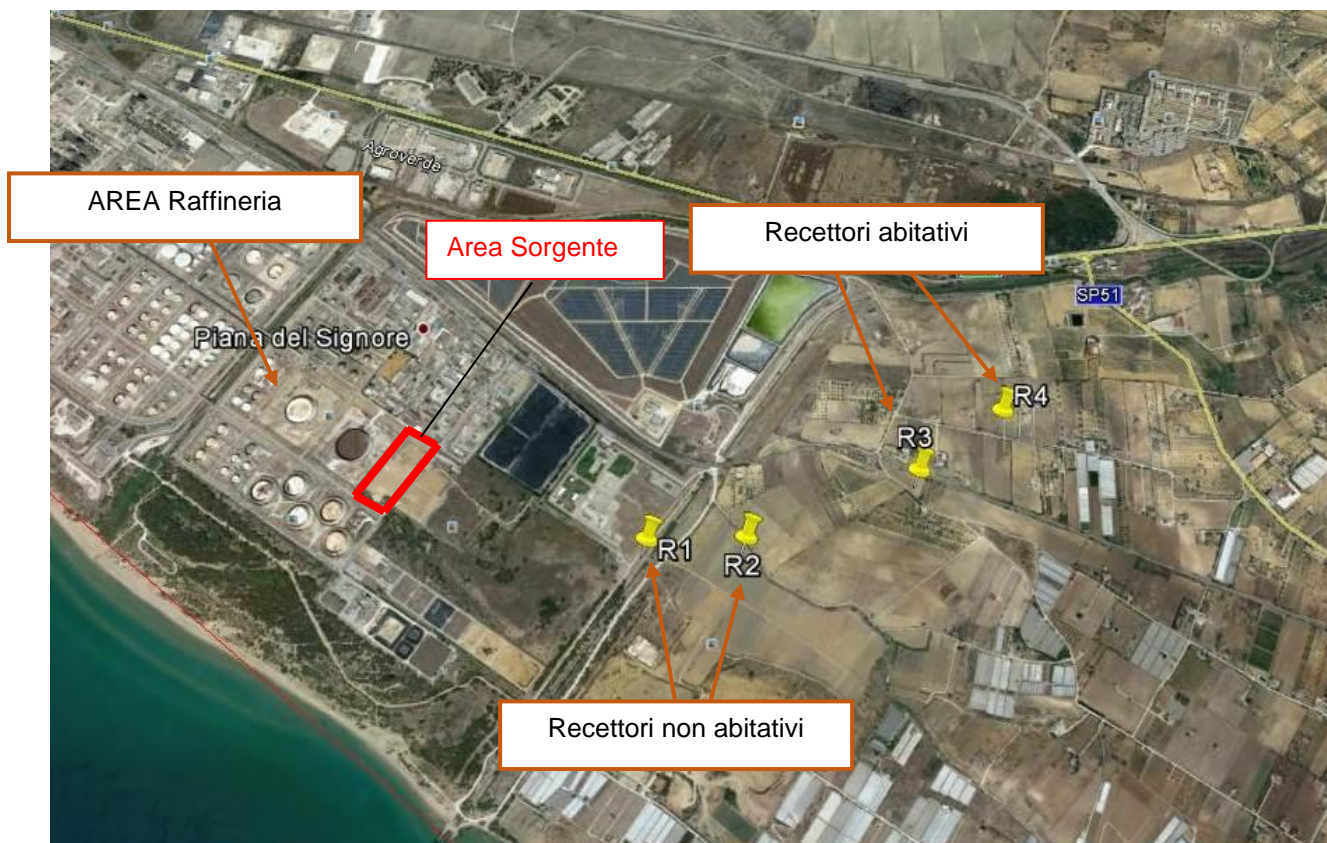 Agroverde
AREA Raffineria
Area Sorgente
Recettori abitativi
SP51
Piana del Signore
R4
R3
R1
R2
Recettori non abitativi